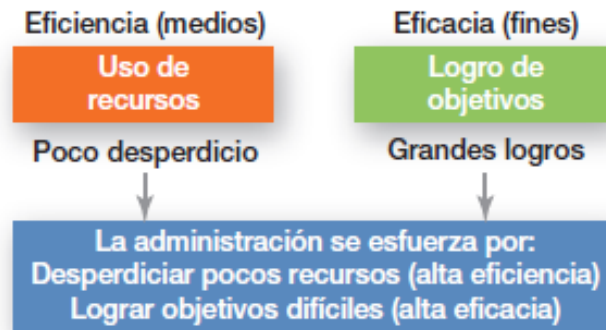 Eficiencia (medios)
Uso de
recursos
Poco desperdicio
Eficacia (fines)
Logro de
objetivos
Grandes logros
La administración se esfuerza por:
Desperdiciar pocos recursos (alta eficiencia)
Lograr objetivos difíciles (alta eficacia)